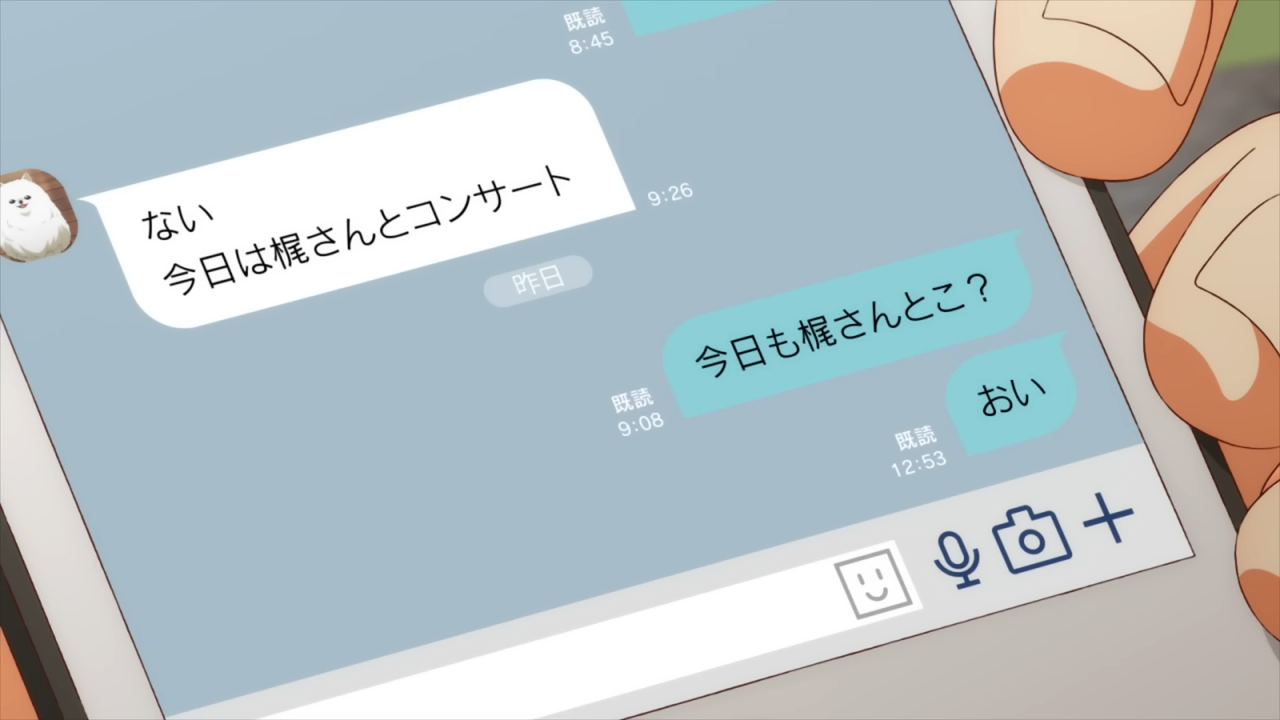 既読
8:45
ない
今日は梶さんとコンサート
9:26
昨日
今日も梶さんとこ？
既読
9:08
おい
既読
12:53